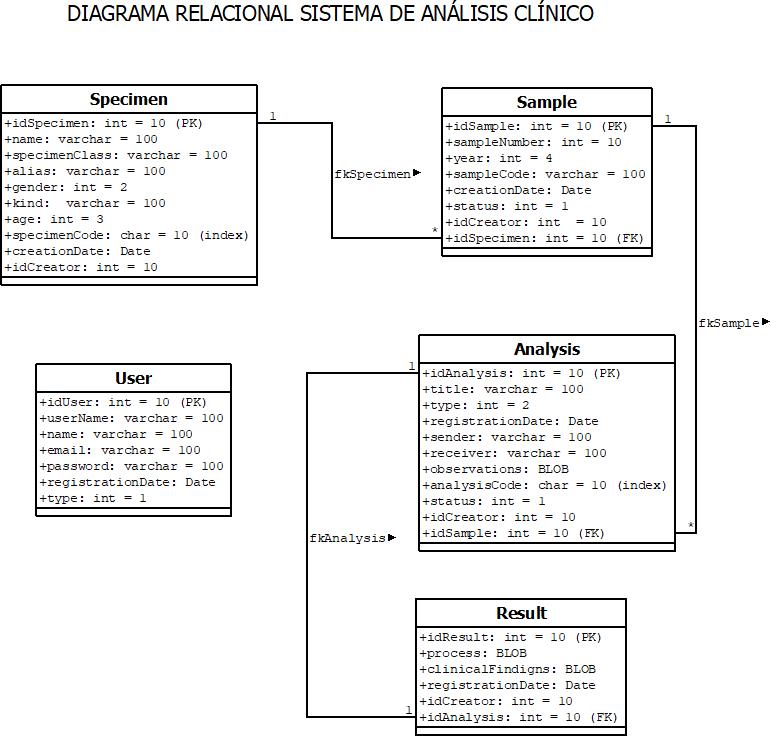 DIAGRAMA RELACIONAL SISTEMA DE ANÁLISIS CLÍNICO
Specimen
+idSpecimen: int = 10 (PK)
+name: varchar = 100
+specimenClass: varchar = 100
+alias: varchar = 100
+gender: int = 2
+kind:  varchar = 100
+age: int = 3
+specimenCode: char = 10 (index)
+creationDate: Date
+idCreator: int = 10
1
fkSpecimen
*
Sample
+idSample: int = 10 (PK)
+sampleNumber: int = 10
+year: int = 4
+sampleCode: varchar = 100
+creationDate: Date
+status: int = 1
+idCreator: int  = 10
+idSpecimen: int = 10 (FK)
1
fkSample
*
User
+idUser: int = 10 (PK)
+userName: varchar = 100
+name: varchar = 100
+email: varchar = 100
+password: varchar = 100
+registrationDate: Date
+type: int = 1
Analysis
+idAnalysis: int = 10 (PK)
+title: varchar = 100
+type: int = 2
+registrationDate: Date
+sender: varchar = 100
+receiver: varchar = 100
+observations: BLOB
+analysisCode: char = 10 (index)
+status: int = 1
+idCreator: int = 10
+idSample: int = 10 (FK)
1
fkAnalysis
1
Result
+idResult: int = 10 (PK)
+process: BLOB
+clinicalFindigns: BLOB
+registrationDate: Date
+idCreator: int = 10
+idAnalysis: int = 10 (FK)